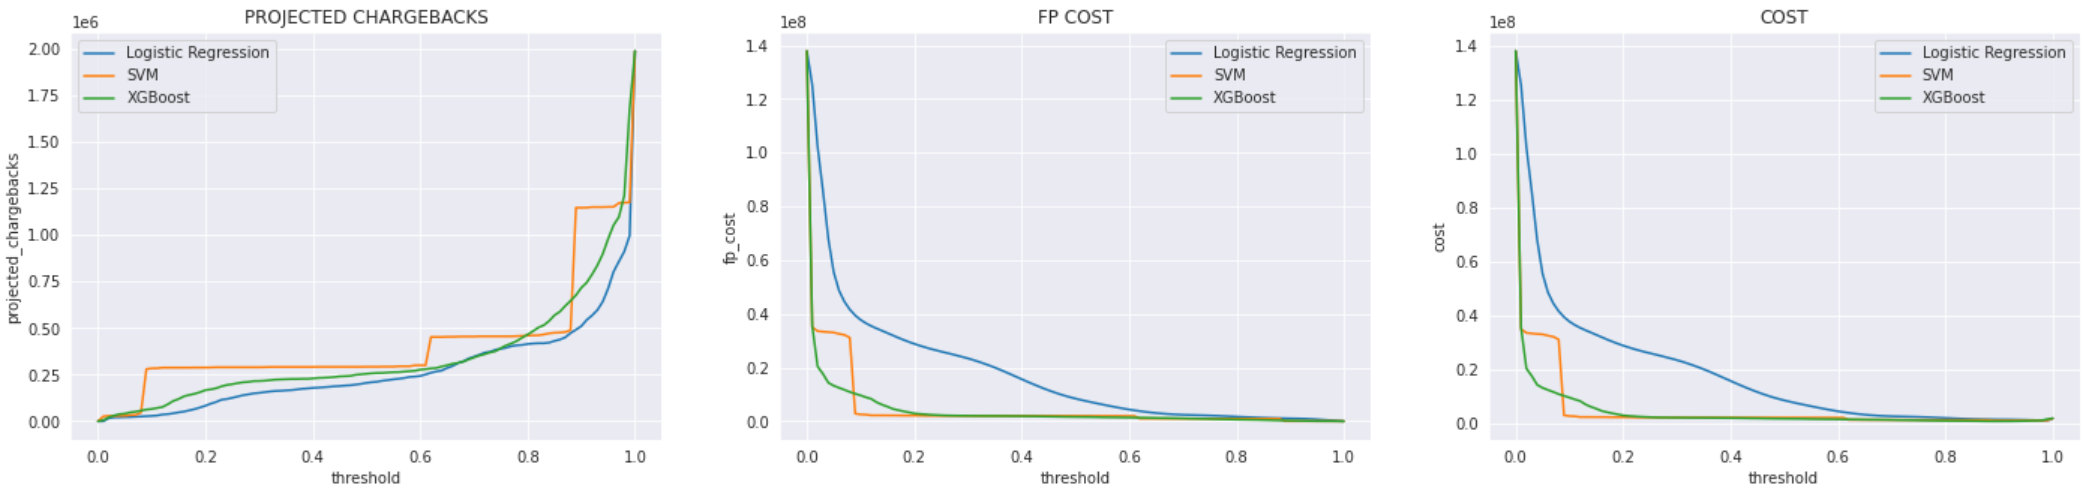 PROJECTED CHARGEBACKS
1e6
Logistic Regression
SVM
XGBoost
2.00
1.75
1.50
1.25
1.00
0.75
0.50
0.25
0.00
projected_chargebacks
0.0 0.2 0.4 0.6 0.8 1.0
threshold
FP COST
1e8
Logistic Regression
SVM
XGBoost
1.4
1.2
1.0
0.8
0.6
0.4
0.2
0.0
fp_cost
0.0 0.2 0.4 0.6 0.8 1.0
threshold
COST
1e8
Logistic Regression
SVM
XGBoost
1.4
1.2
1.0
0.8
0.6
0.4
0.2
0.0
cost
0.0 0.2 0.4 0.6 0.8 1.0
threshold